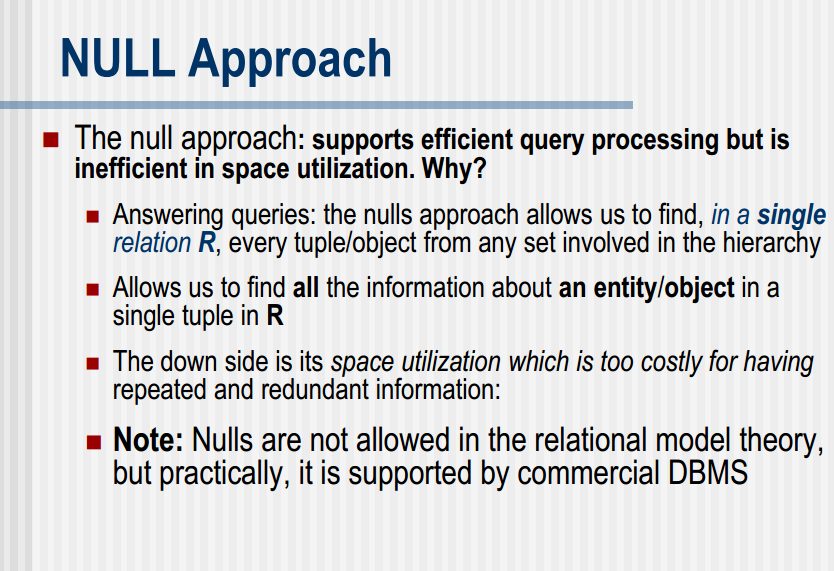 NULL Approach
The null approach: supports efficient query processing but is
inefficient in space utilization. Why?
Answering queries: the nulls approach allows us to find, in a single
relation R, every tuple/object from any set involved in the hierarchy
Allows us to find all the information about an entity/object in a
single tuple in R
The down side is its space utilization which is too costly for having
repeated and redundant information:
Note: Nulls are not allowed in the relational model theory,
but practically, it is supported by commercial DBMS